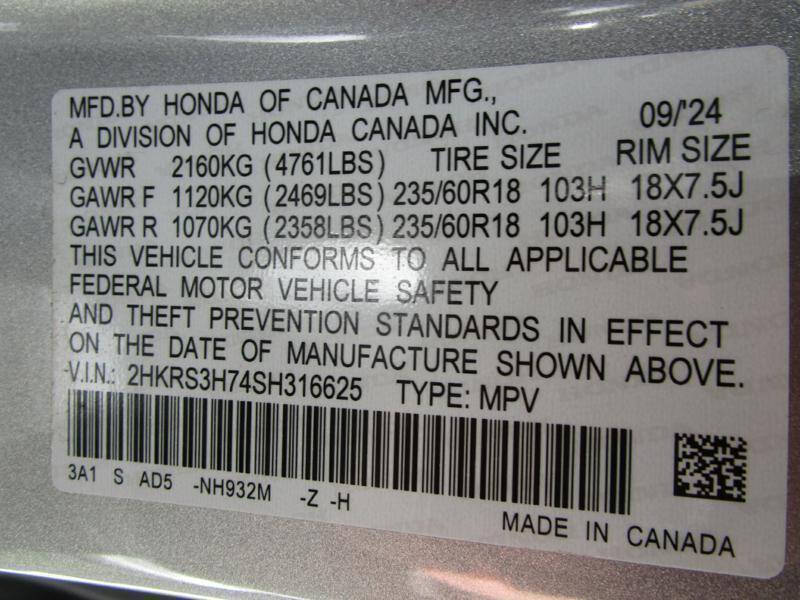 MFD.BY HONDA OF CANADA MFG.,
A DIVISION OF HONDA CANADA INC. 09/'24
GVWR 2160KG (4761LBS) TIRE SIZE RIM SIZE
GAWR F 1120KG (2469LBS) 235/60R18 103H 18X7.5J
GAWR R 1070KG (2358LBS) 235/60R18 103H 18X7.5J
THIS VEHICLE CONFORMS TO ALL APPLICABLE
FEDERAL MOTOR VEHICLE SAFETY
AND THEFT PREVENTION STANDARDS IN EFFECT
ON THE DATE OF MANUFACTURE SHOWN ABOVE.
V.I.N.: 2HKRS3H74SH316625 TYPE: MPV
3A1 S AD5 -NH932M -Z -H
MADE IN CANADA